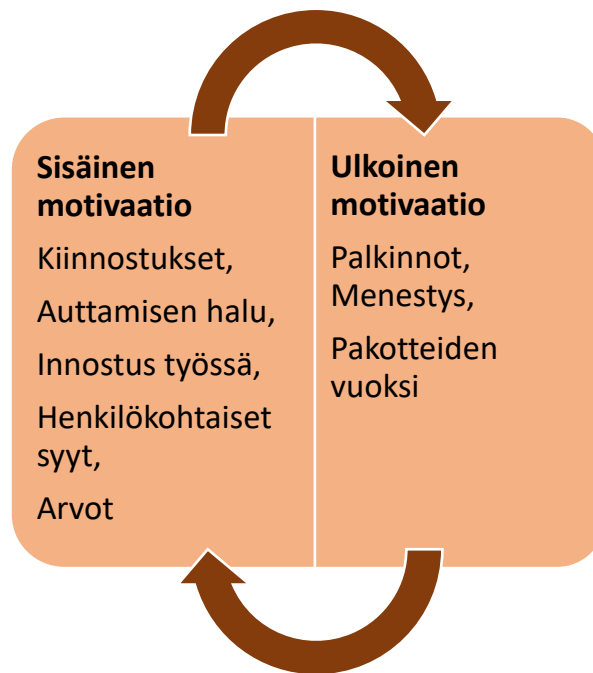 Sisäinen
motivaatio
Kiinnostukset,
Auttamisen halu,
Innostus työssä,
Henkilökohtaiset
syyt,
Arvot
Ulkoinen
motivaatio
Palkinnot,
Menestys,
Pakotteiden
vuoksi